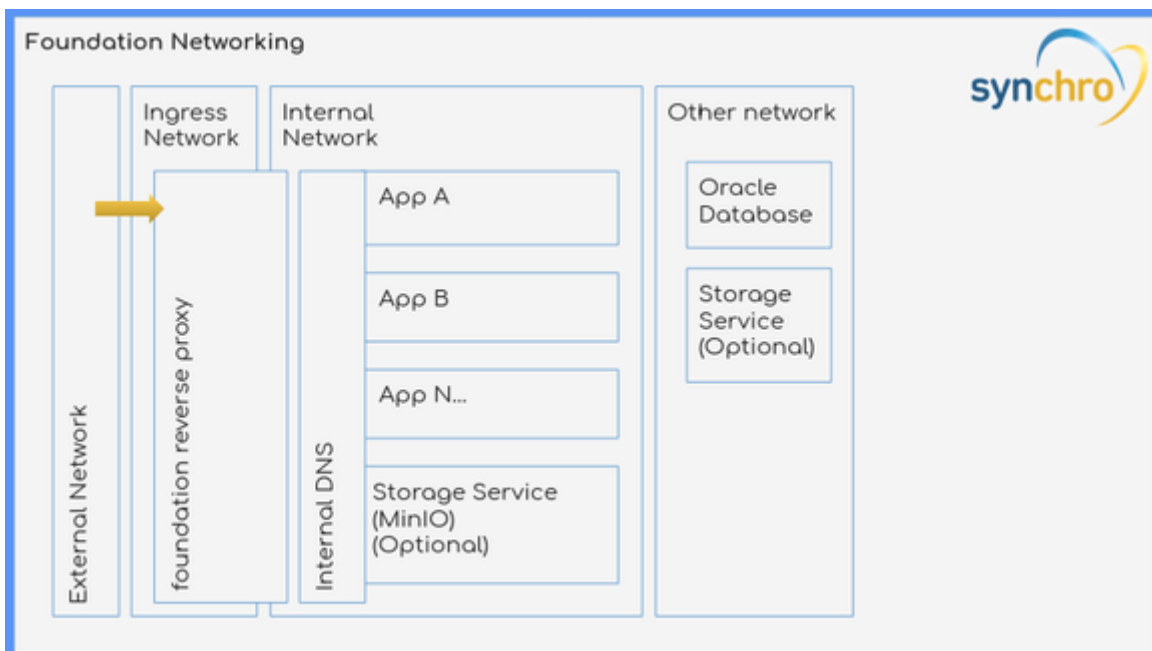 Foundation Networking
synchro
External Network
Ingress
Network
foundation reverse proxy
Internal
Network
Internal DNS
App A
App B
App N...
Storage Service
(MinIO)
(Optional)
Other network
Oracle
Database
Storage
Service
(Optional)